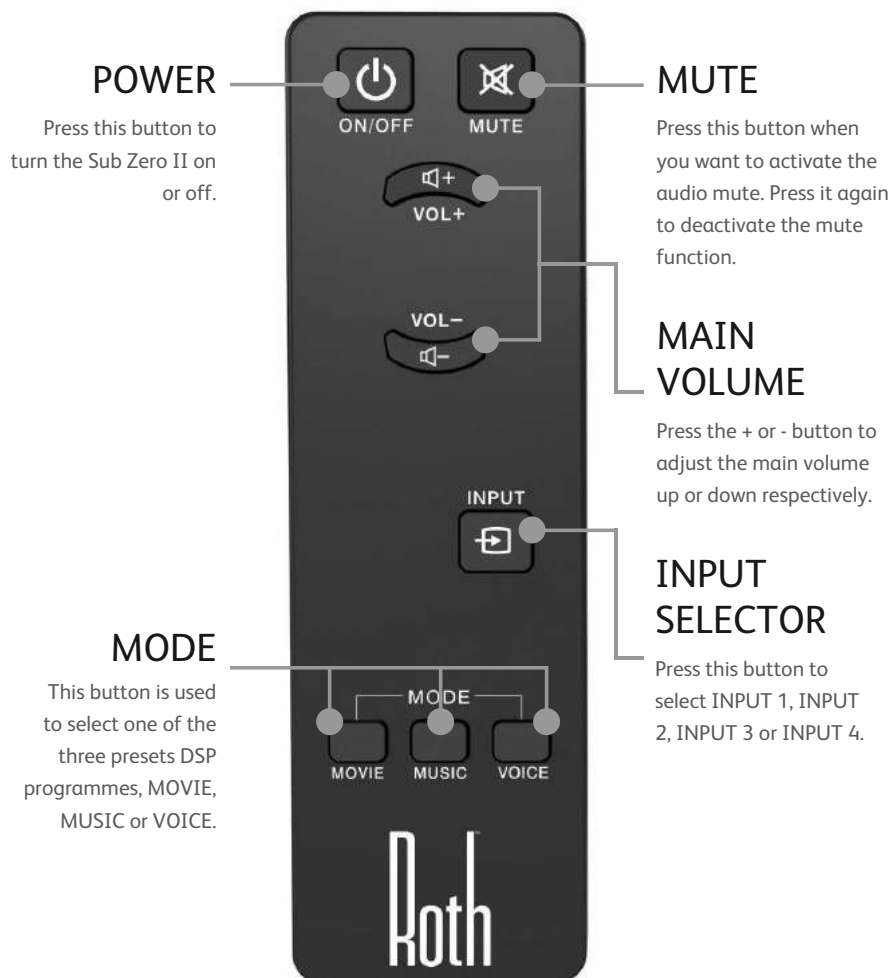 POWER
Press this button to
turn the Sub Zero II on
or off.
ON/OFF
MUTE
MUTE
Press this button when
you want to activate the
audio mute. Press it again
to deactivate the mute
function.
+
VOL+
VOL−
−
MAIN
VOLUME
Press the + or - button to
adjust the main volume
up or down respectively.
INPUT
INPUT
SELECTOR
Press this button to
select INPUT 1, INPUT
2, INPUT 3 or INPUT 4.
MODE
This button is used
to select one of the
three presets DSP
programmes, MOVIE,
MUSIC or VOICE.
MODE
MOVIE MUSIC VOICE
Roth